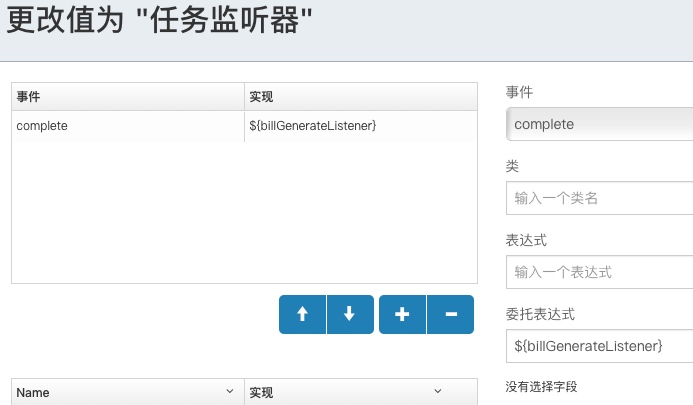 更改值为 "任务监听器"
事件 实现
complete ${billGenerateListener}
Name 实现
事件
complete
类
输入一个类名
表达式
输入一个表达式
委托表达式
${billGenerateListener}
没有选择字段